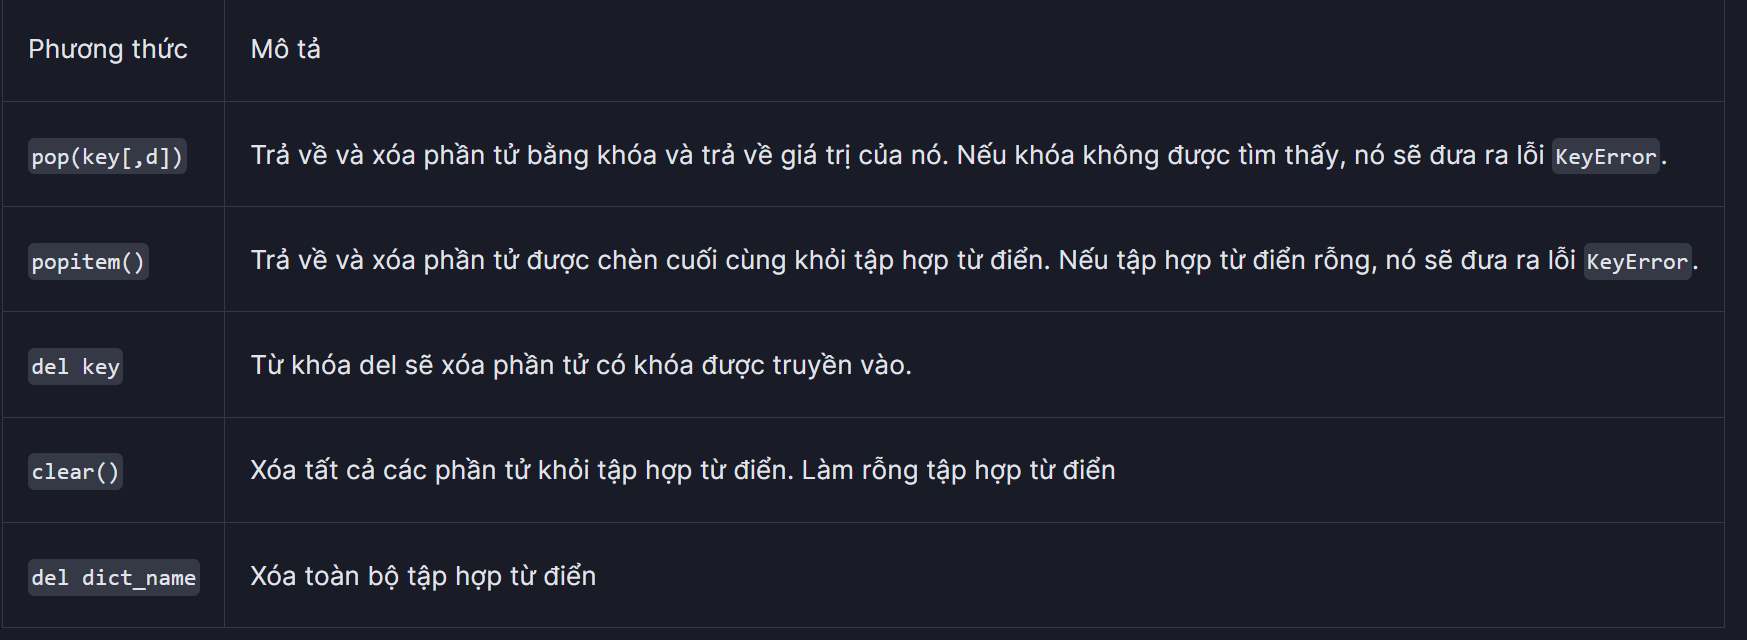 Phương thức Mô tả
pop(key[,d]) Trả về và xóa phần tử bằng khóa và trả về giá trị của nó. Nếu khóa không được tìm thấy, nó sẽ đưa ra lỗi KeyError.
popitem() Trả về và xóa phần tử được chèn cuối cùng khỏi tập hợp từ điển. Nếu tập hợp từ điển rỗng, nó sẽ đưa ra lỗi KeyError.
del key Từ khóa del sẽ xóa phần tử có khóa được truyền vào.
clear() Xóa tất cả các phần tử khỏi tập hợp từ điển. Làm rỗng tập hợp từ điển
del dict_name Xóa toàn bộ tập hợp từ điển